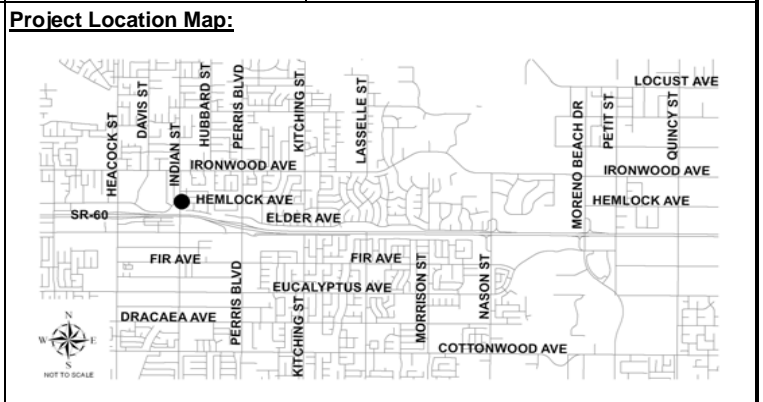 Project Location Map:
LOCUST AVE
HEACOCK ST
DAVIS ST
INDIAN ST
HUBBARD ST
PERRIS BLVD
KITCHING ST
LASSELLE ST
MORENO BEACH DR
PETIT ST
QUINCY ST
IRONWOOD AVE
IRONWOOD AVE
HEMLOCK AVE
HEMLOCK AVE
SR-60
ELDER AVE
FIR AVE
FIR AVE
EUCALYPTUS AVE
DRACAEA AVE
PERRIS BLVD
KITCHING ST
MORRISON ST
NASON ST
COTTONWOOD AVE
N
W
E
S
NOT TO SCALE